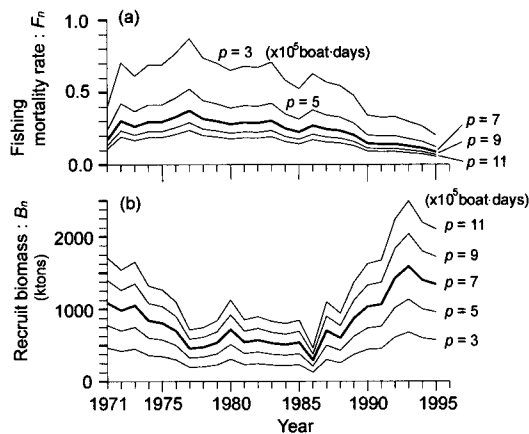 (a)
1.0
0.5
0.0
Fishing
mortality rate : Fn
p = 3 (x10⁵boat·days)
p = 5
p = 7
p = 9
p = 11
(b)
(x10⁵boat·days)
2000
1000
0
Recruit biomass : Bn
(ktons)
p = 11
p = 9
p = 7
p = 5
p = 3
1971 1975 1980 1985 1990 1995
Year